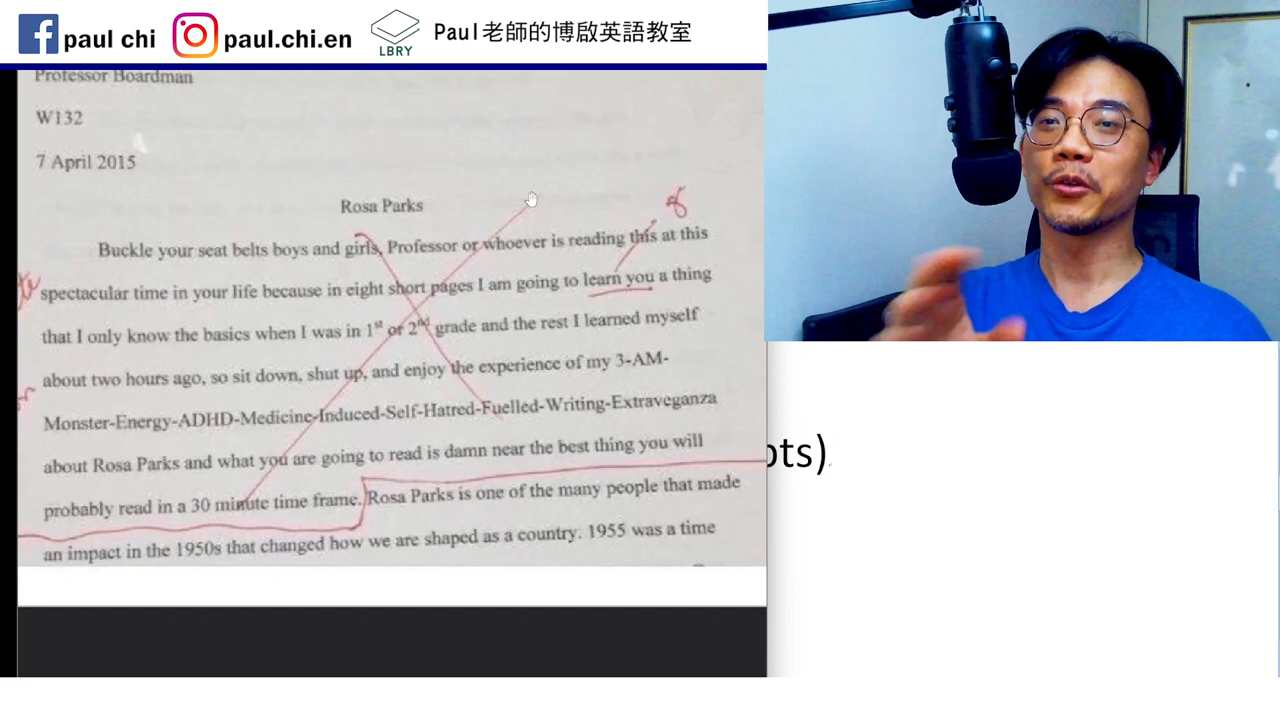 paul chi
paul.chi.en
LBRY
Paul老師的博啟英語教室
Professor Boardman
W132
7 April 2015
Rosa Parks
Buckle your seat belts boys and girls, Professor or whoever is reading this at this
spectacular time in your life because in eight short pages I am going to learn you a thing
that I only know the basics when I was in 1st or 2nd grade and the rest I learned myself
about two hours ago, so sit down, shut up, and enjoy the experience of my 3-AM-
Monster-Energy-ADHD-Medicine-Induced-Self-Hatred-Fuelled-Writing-Extraveganza
about Rosa Parks and what you are going to read is damn near the best thing you will
probably read in a 30 minute time frame. Rosa Parks is one of the many people that made
an impact in the 1950s that changed how we are shaped as a country. 1955 was a time
pts)